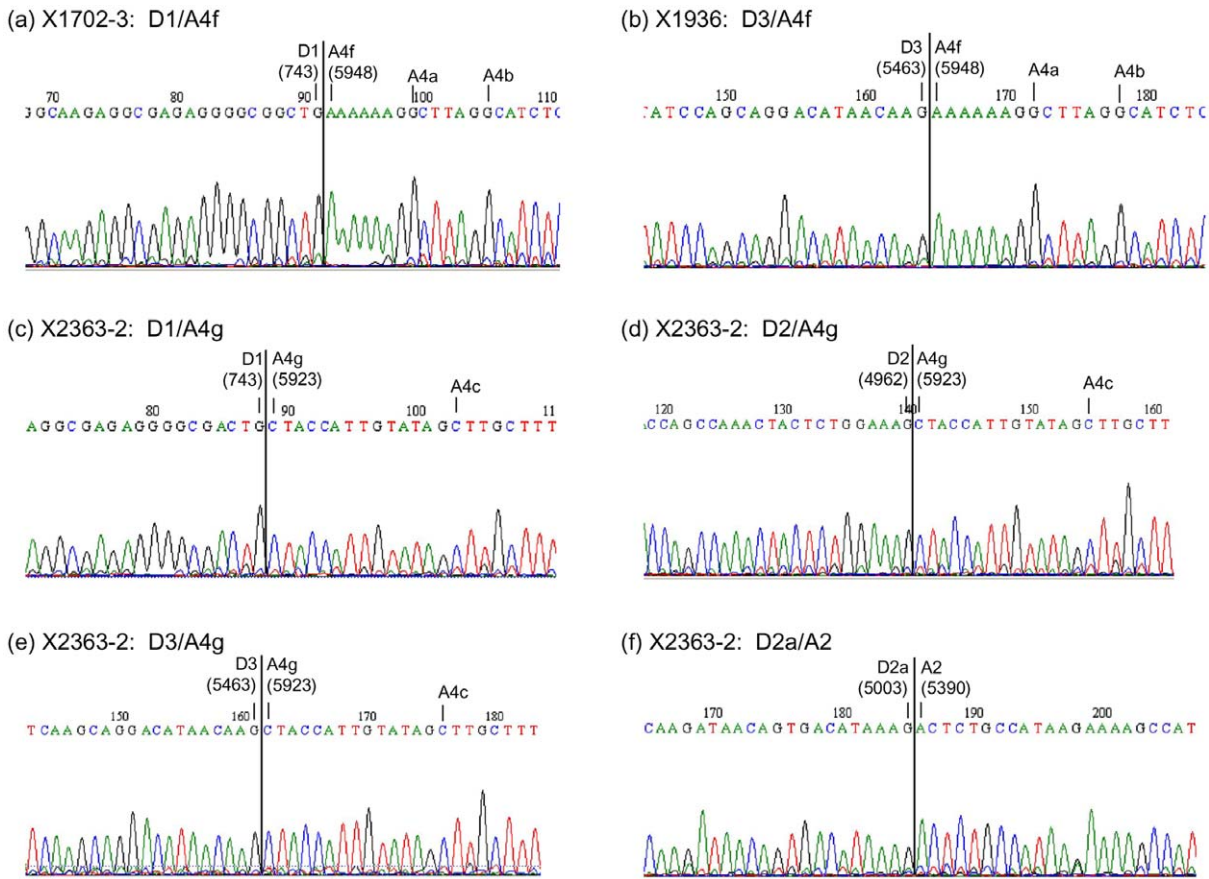 (a) X1702-3: D1/A4f
D1 A4f
(743) (5948) A4a A4b
70 80 90 100 110
GGCAAGAGGCGAGAGGGGCGGCTGAAAAAAGGCTTAGGCATCTC
(b) X1936: D3/A4f
D3 A4f
(5463) (5948) A4a A4b
150 160 170 180
ATCCAGCAGGACATAACAAGAAAAAAGGCTTAGGCATCTC
(c) X2363-2: D1/A4g
D1 A4g
(743) (5923) A4c
80 90 100 11
AGGCGAGAGGGGCGACTGCTACCATTGTATAGCTTGCTTT
(d) X2363-2: D2/A4g
D2 A4g
(4962) (5923) A4c
120 130 140 150 160
CCAGCCAAACTACTCTGGAAAGCTACCATTGTATAGCTTGCTT
(e) X2363-2: D3/A4g
D3 A4g
(5463) (5923) A4c
150 160 170 180
TCAAGCAGGACATAACAAGCTACCATTGTATAGCTTGCTTT
(f) X2363-2: D2a/A2
D2a A2
(5003) (5390)
170 180 190 200
CAAGATAACAGTGACATAAAGACTCTGCCATAAGAAAAGCCAT